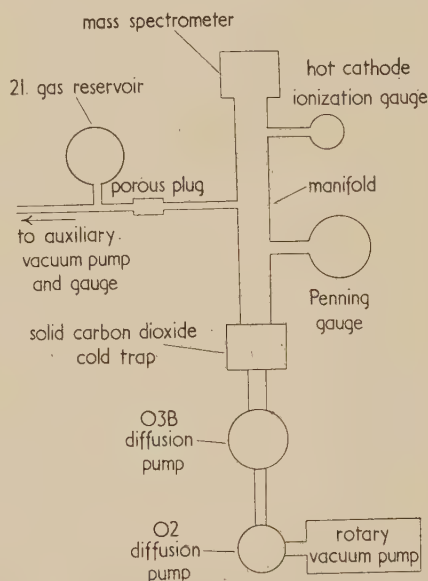 mass spectrometer
hot cathode
ionization gauge
2l. gas reservoir
porous plug
manifold
to auxiliary
vacuum pump
and gauge
Penning
gauge
solid carbon dioxide
cold trap
O3B
diffusion
pump
O2
diffusion
pump
rotary
vacuum pump